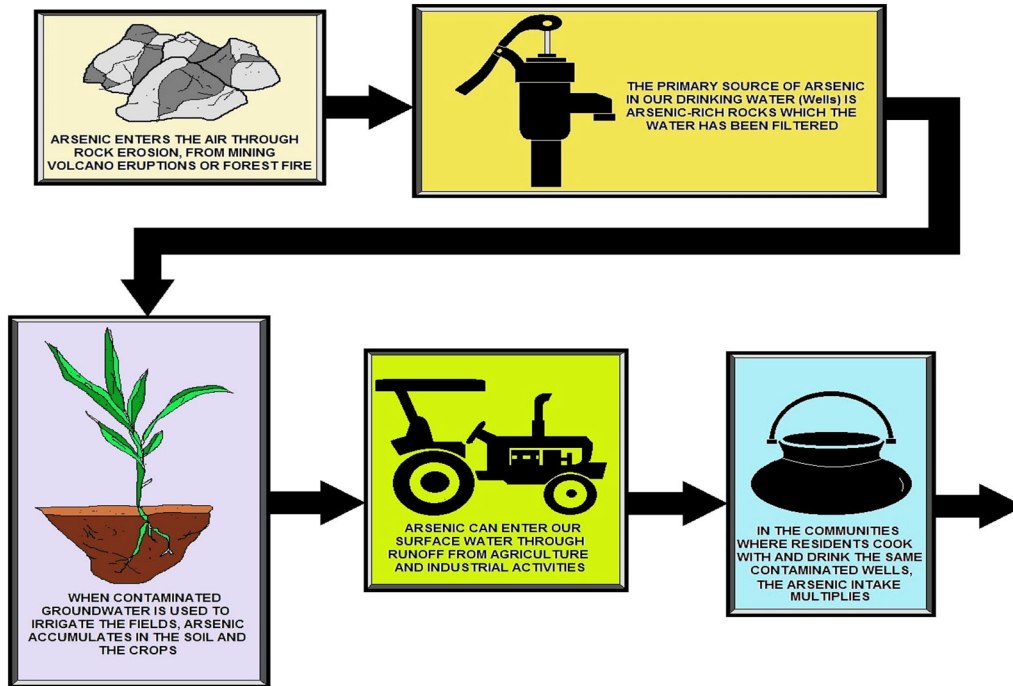 ARSENIC ENTERS THE AIR THROUGH
ROCK EROSION, FROM MINING
VOLCANO ERUPTIONS OR FOREST FIRE
THE PRIMARY SOURCE OF ARSENIC
IN OUR DRINKING WATER (Wells) IS
ARSENIC-RICH ROCKS WHICH THE
WATER HAS BEEN FILTERED
WHEN CONTAMINATED
GROUNDWATER IS USED TO
IRRIGATE THE FIELDS, ARSENIC
ACCUMULATES IN THE SOIL AND
THE CROPS
ARSENIC CAN ENTER OUR
SURFACE WATER THROUGH
RUNOFF FROM AGRICULTURE
AND INDUSTRIAL ACTIVITIES
IN THE COMMUNITIES
WHERE RESIDENTS COOK
WITH AND DRINK THE SAME
CONTAMINATED WELLS,
THE ARSENIC INTAKE
MULTIPLIES